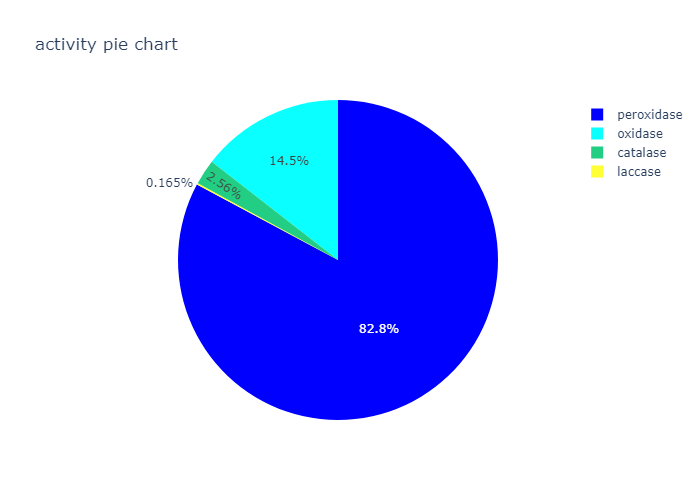 activity pie chart
peroxidase
oxidase
catalase
laccase
14.5%
2.56%
0.165%
82.8%